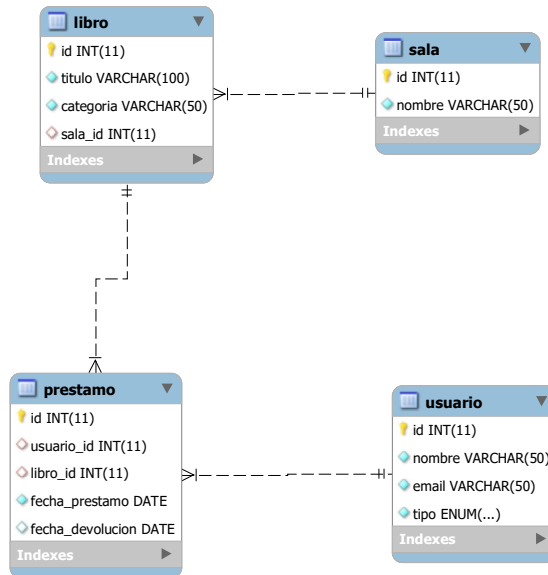 libro
id INT(11)
titulo VARCHAR(100)
categoria VARCHAR(50)
sala_id INT(11)
Indexes
sala
id INT(11)
nombre VARCHAR(50)
Indexes
prestamo
id INT(11)
usuario_id INT(11)
libro_id INT(11)
fecha_prestamo DATE
fecha_devolucion DATE
Indexes
usuario
id INT(11)
nombre VARCHAR(50)
email VARCHAR(50)
tipo ENUM(...)
Indexes